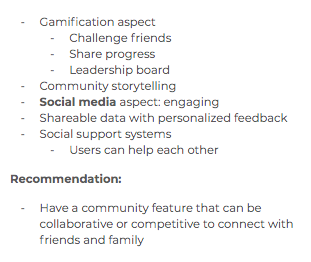 - Gamification aspect
- Challenge friends
- Share progress
- Leadership board
- Community storytelling
- Social media aspect: engaging
- Shareable data with personalized feedback
- Social support systems
- Users can help each other
Recommendation:
- Have a community feature that can be
collaborative or competitive to connect with
friends and family